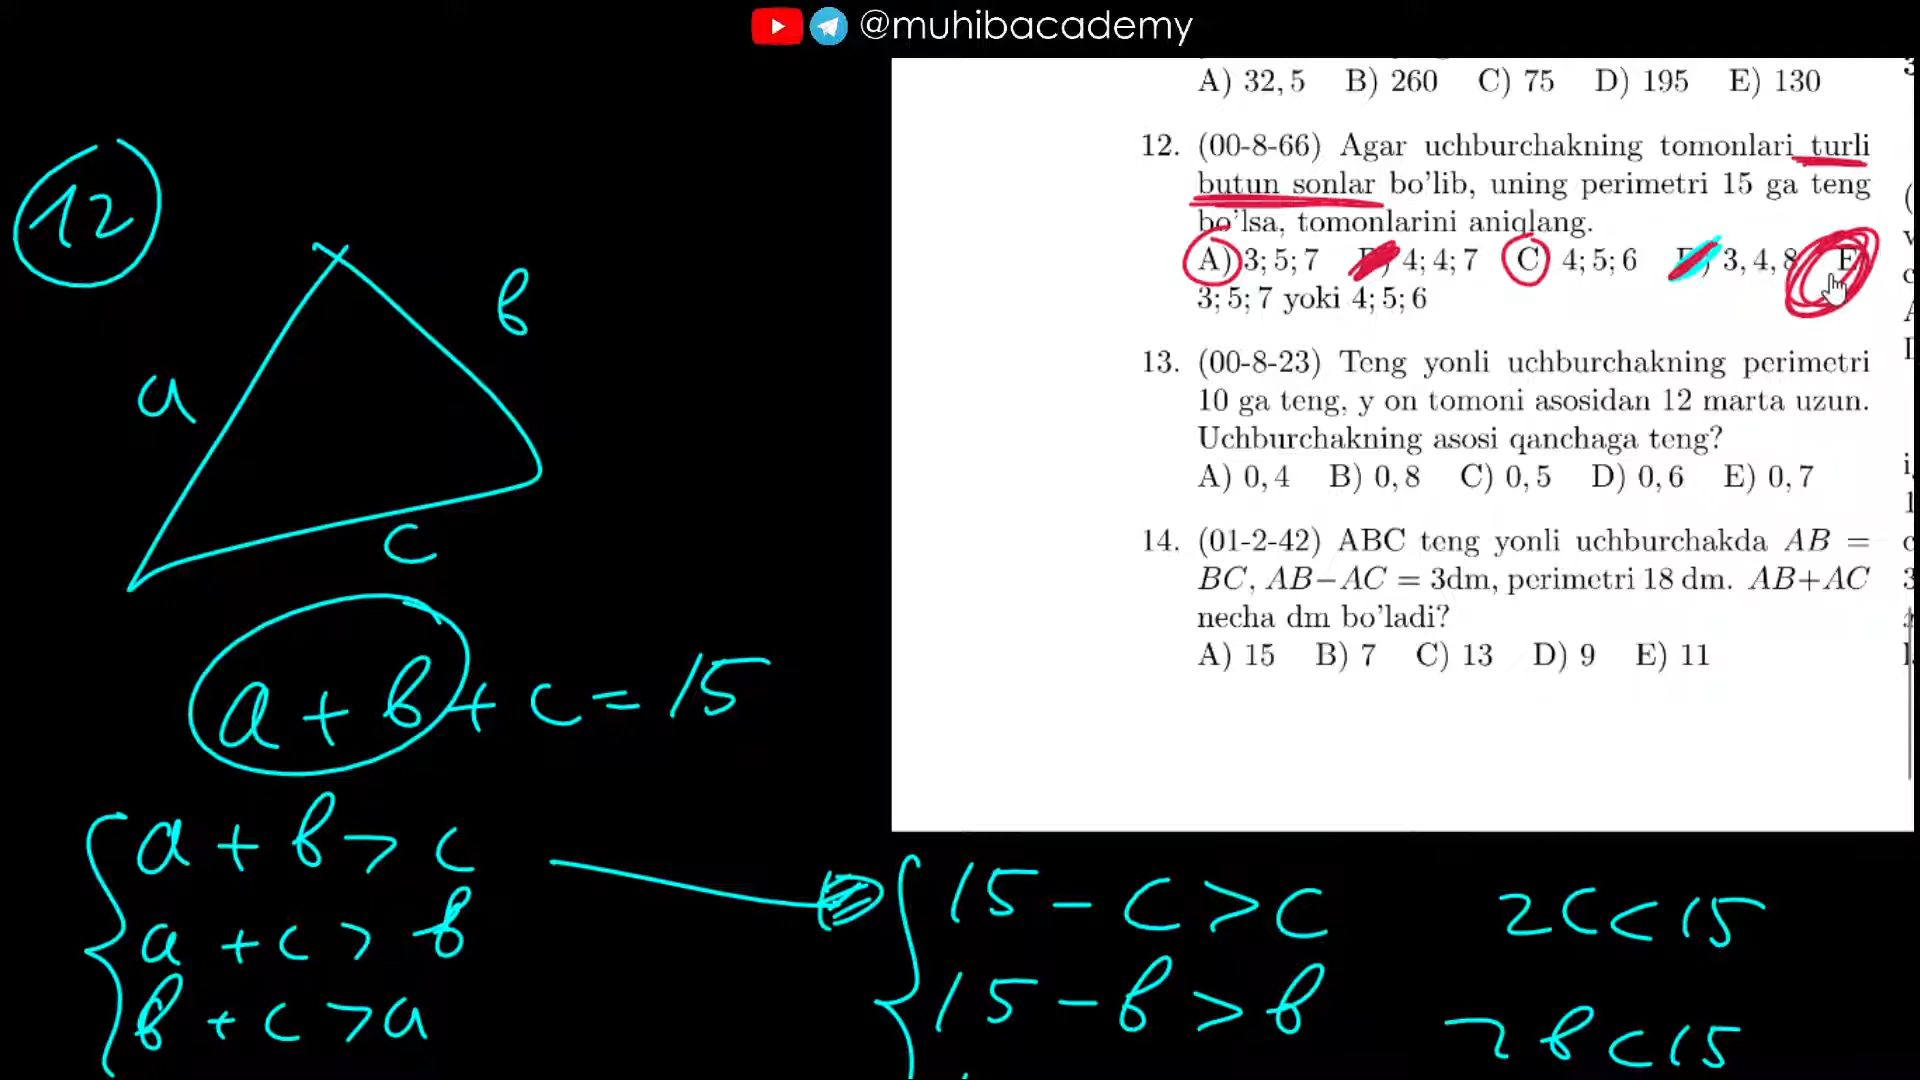 @muhibacademy
A) 32, 5 B) 260 C) 75 D) 195 E) 130
12. (00-8-66) Agar uchburchakning tomonlari turli
butun sonlar bo'lib, uning perimetri 15 ga teng
bo'lsa, tomonlarini aniqlang.
A) 3; 5; 7 4; 4; 7 C 4; 5; 6 3, 4, 8 E)
3; 5; 7 yoki 4; 5; 6
13. (00-8-23) Teng yonli uchburchakning perimetri
10 ga teng, y on tomoni asosidan 12 marta uzun.
Uchburchakning asosi qanchaga teng?
A) 0, 4 B) 0, 8 C) 0, 5 D) 0, 6 E) 0, 7
14. (01-2-42) ABC teng yonli uchburchakda AB =
BC, AB−AC = 3dm, perimetri 18 dm. AB+AC
necha dm bo'ladi?
A) 15 B) 7 C) 13 D) 9 E) 11
12
a
b
c
a + b + c = 15
a + b > c
a + c > b
b + c > a
15 − c > c 2c < 15
15 − b > b 2b < 15